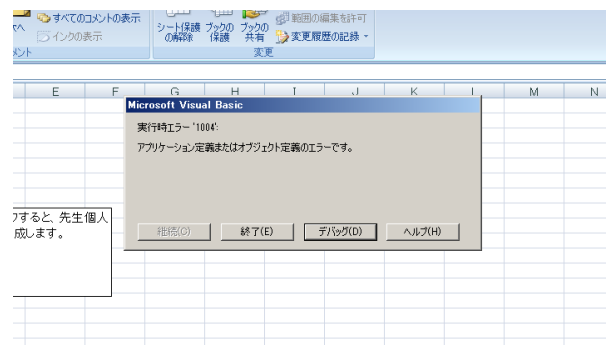 すべてのコメントの表示
インクの表示
シート保護の解除
ブックの保護
ブックの共有
範囲の編集を許可
変更履歴の記録
変更
E F G H I J K L M N
Microsoft Visual Basic
実行時エラー '1004':
アプリケーション定義またはオブジェクト定義のエラーです。
クすると、先生個人
成します。
継続(C) 終了(E) デバッグ(D) ヘルプ(H)